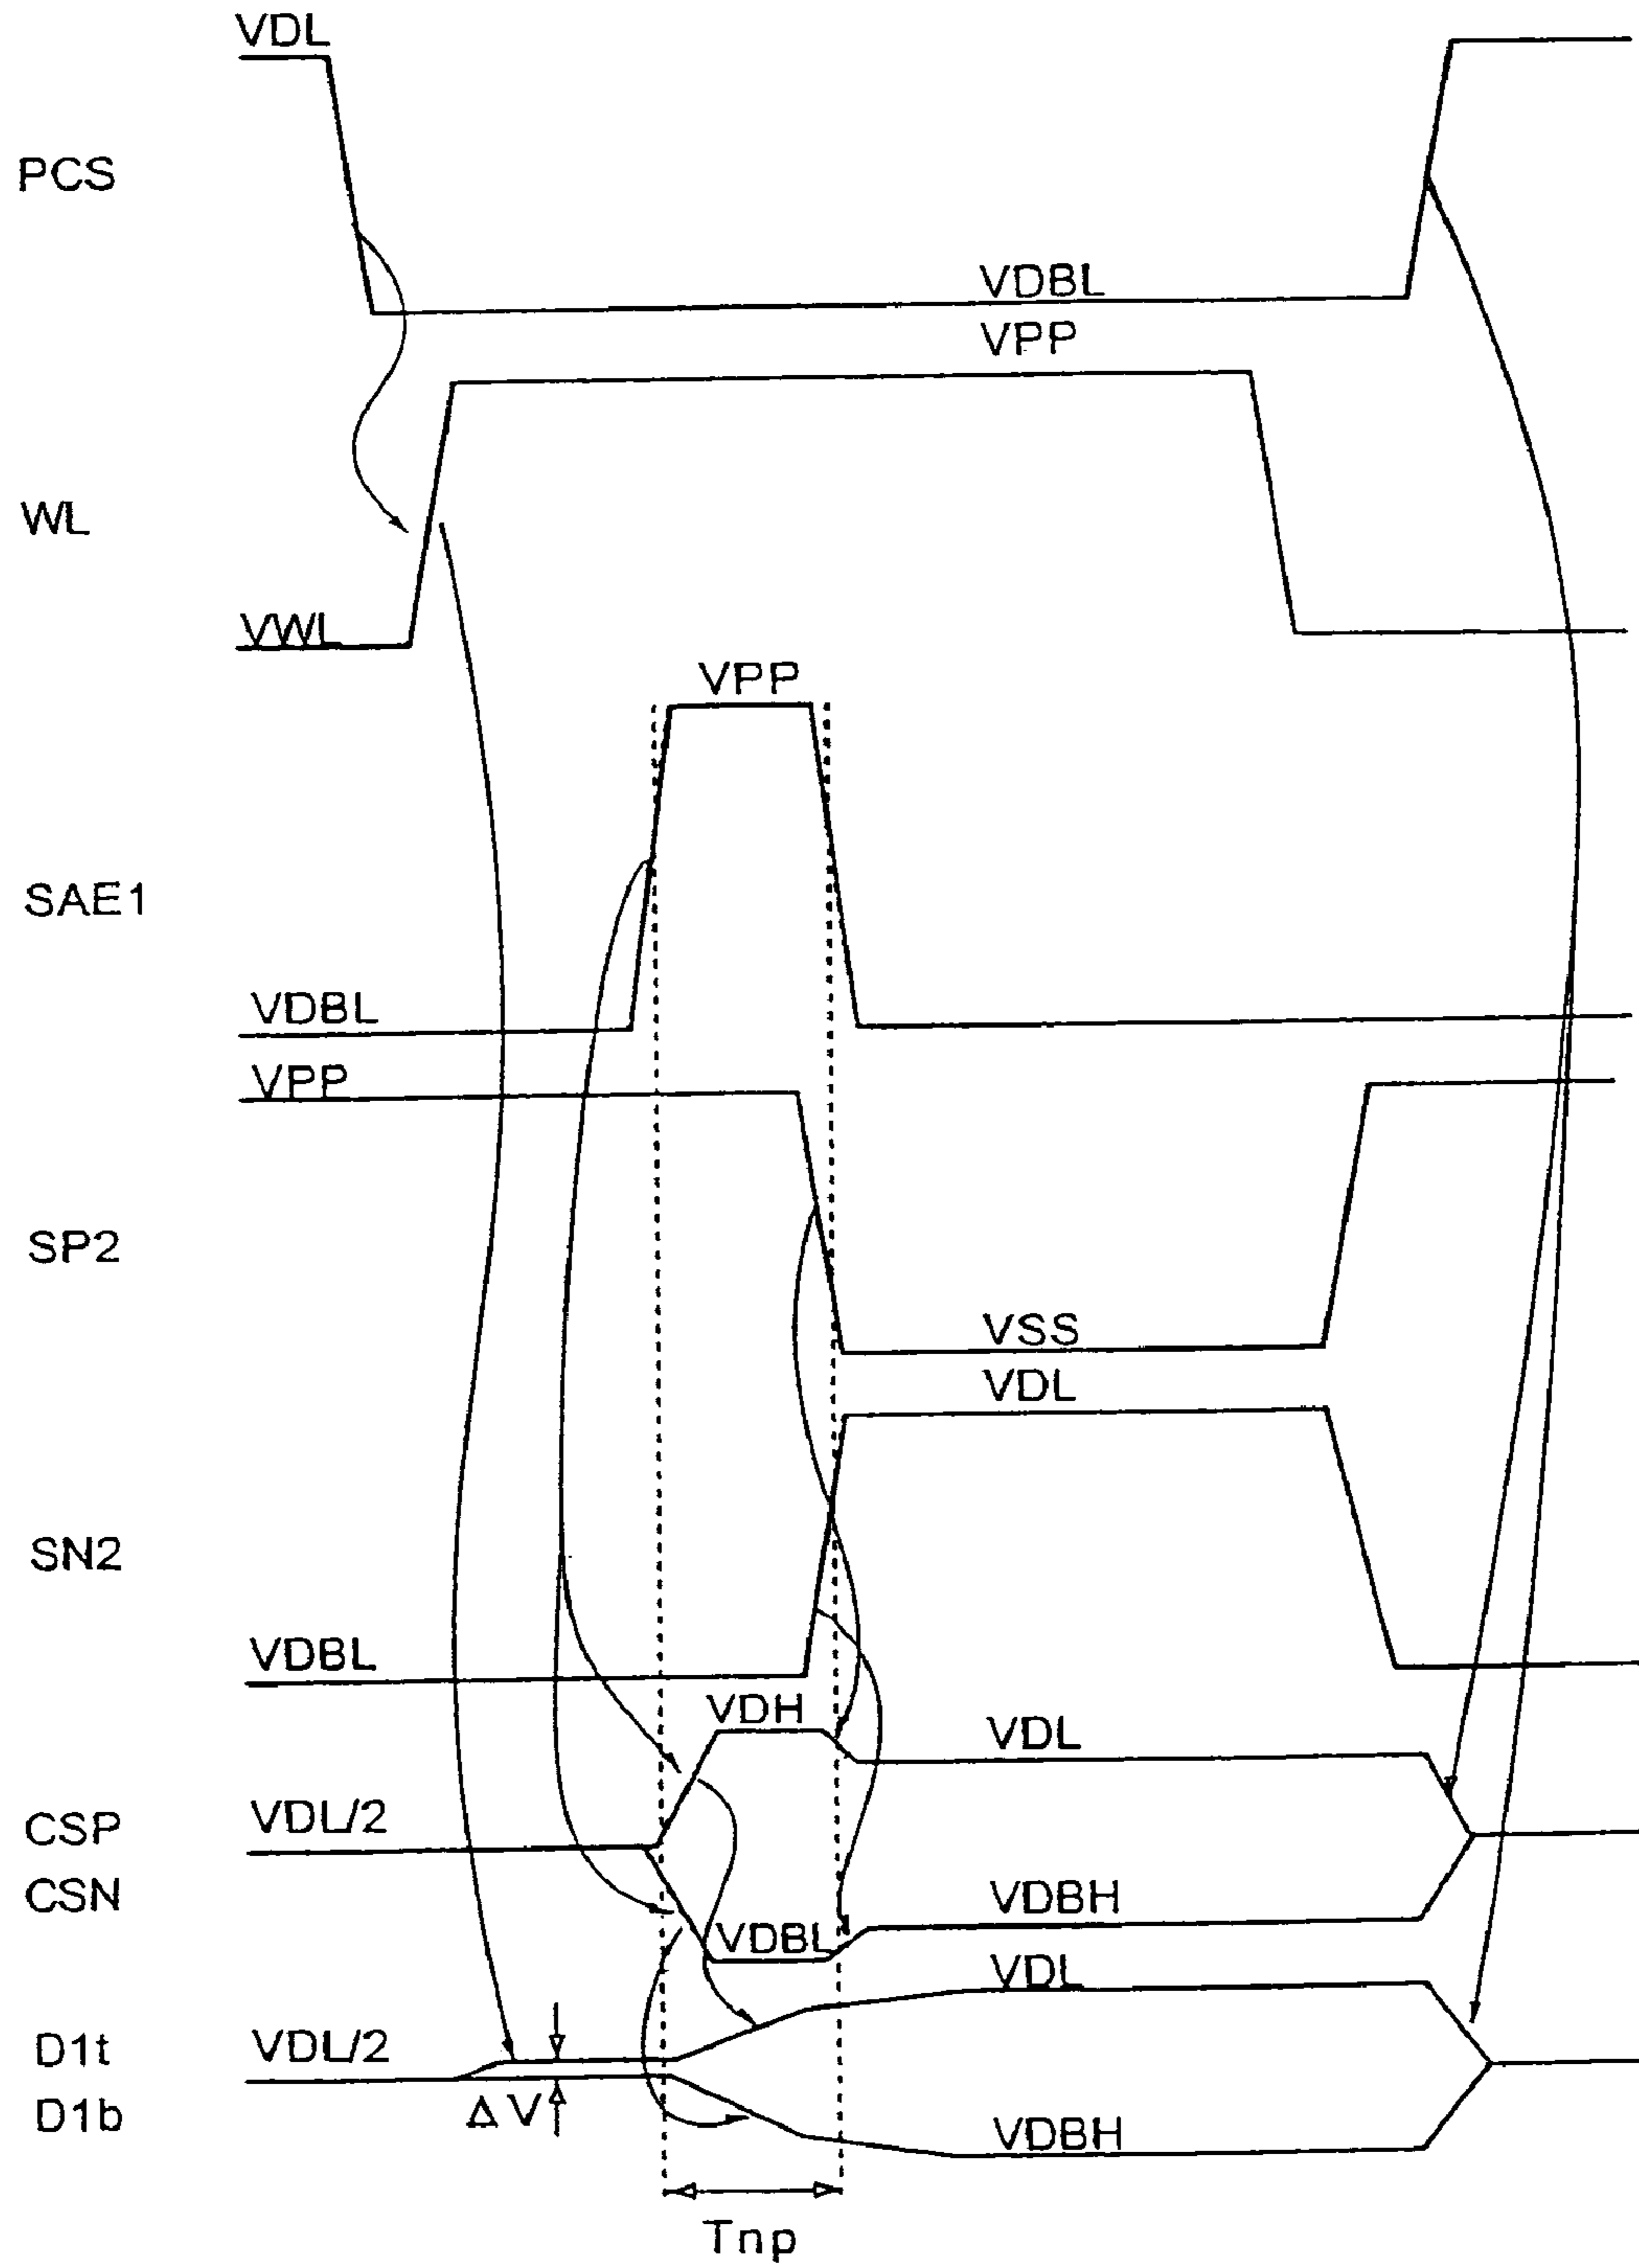 VDL
PCS
VDBL
VPP
WL
VWL
VPP
SAE1
VDBL
VPP
SP2
VSS
VDL
SN2
VDBL
VDH
VDL
CSP
VDL/2
CSN
VDBH
VDBL
VDL
D1t
VDL/2
D1b
ΔV
VDBH
Tnp